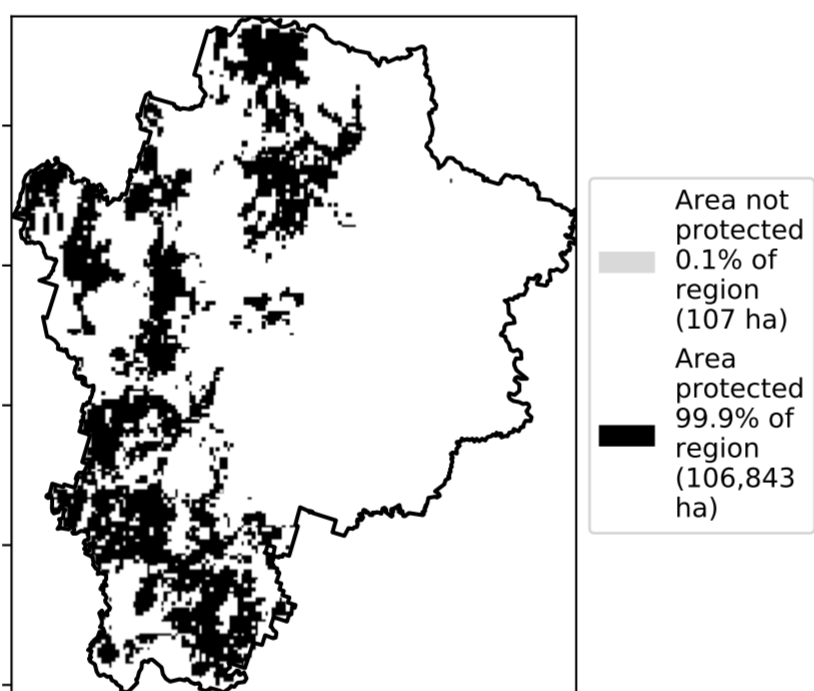 Area not
protected
0.1% of
region
(107 ha)
Area
protected
99.9% of
region
(106,843
ha)